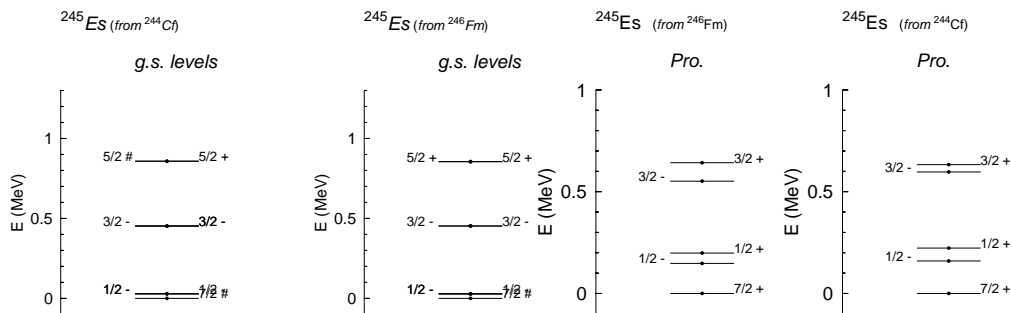 245Es (from 244Cf)
g.s. levels
E (MeV)
1
0.5
0
5/2 # 5/2 +
3/2 - 3/2 -
1/2 - 1/2 -
7/2 #
245Es (from 246Fm)
g.s. levels
E (MeV)
1
0.5
0
5/2 + 5/2 +
3/2 - 3/2 -
1/2 - 1/2 -
7/2 #
245Es (from 246Fm)
Pro.
E (MeV)
1
0.5
0
3/2 +
3/2 -
1/2 +
1/2 -
7/2 +
245Es (from 244Cf)
Pro.
E (MeV)
1
0.5
0
3/2 +
3/2 -
1/2 +
1/2 -
7/2 +